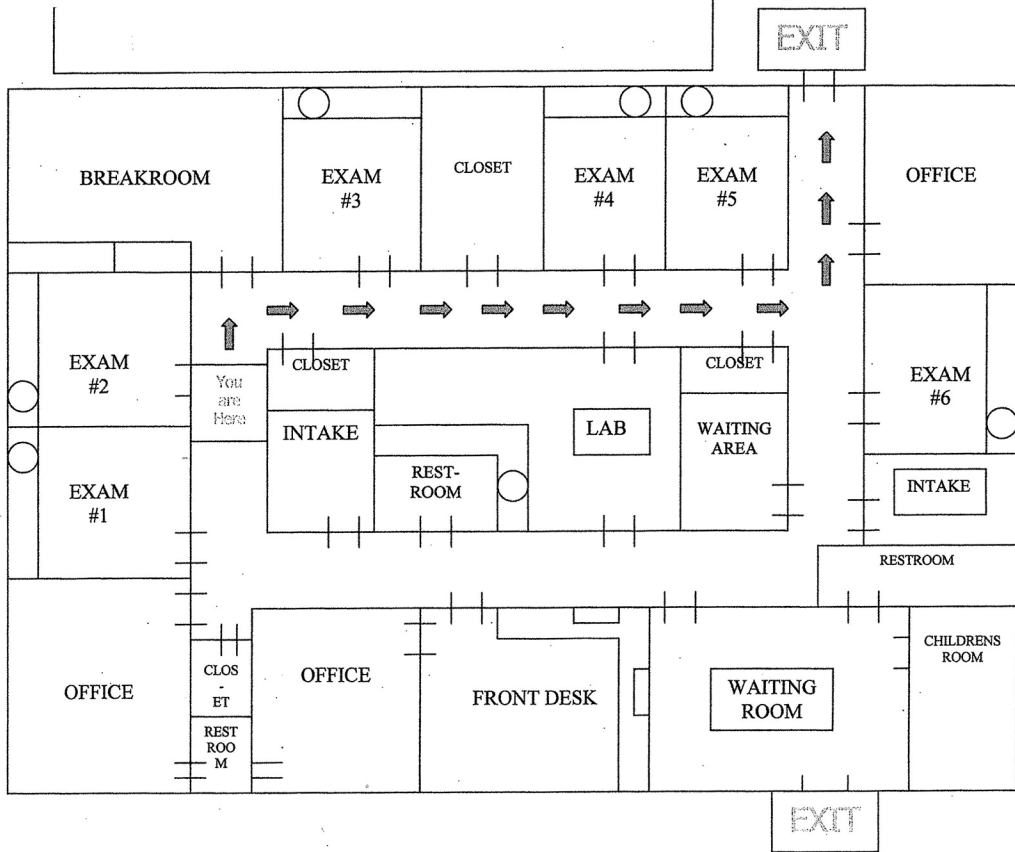 EXIT
BREAKROOM
EXAM
#3
CLOSET
EXAM
#4
EXAM
#5
OFFICE
EXAM
#2
You
are
Here
CLOSET
INTAKE
REST-
ROOM
LAB
CLOSET
WAITING
AREA
EXAM
#6
INTAKE
EXAM
#1
RESTROOM
OFFICE
CLOS
-
ET
REST
ROO
M
OFFICE
FRONT DESK
WAITING
ROOM
CHILDRENS
ROOM
EXIT